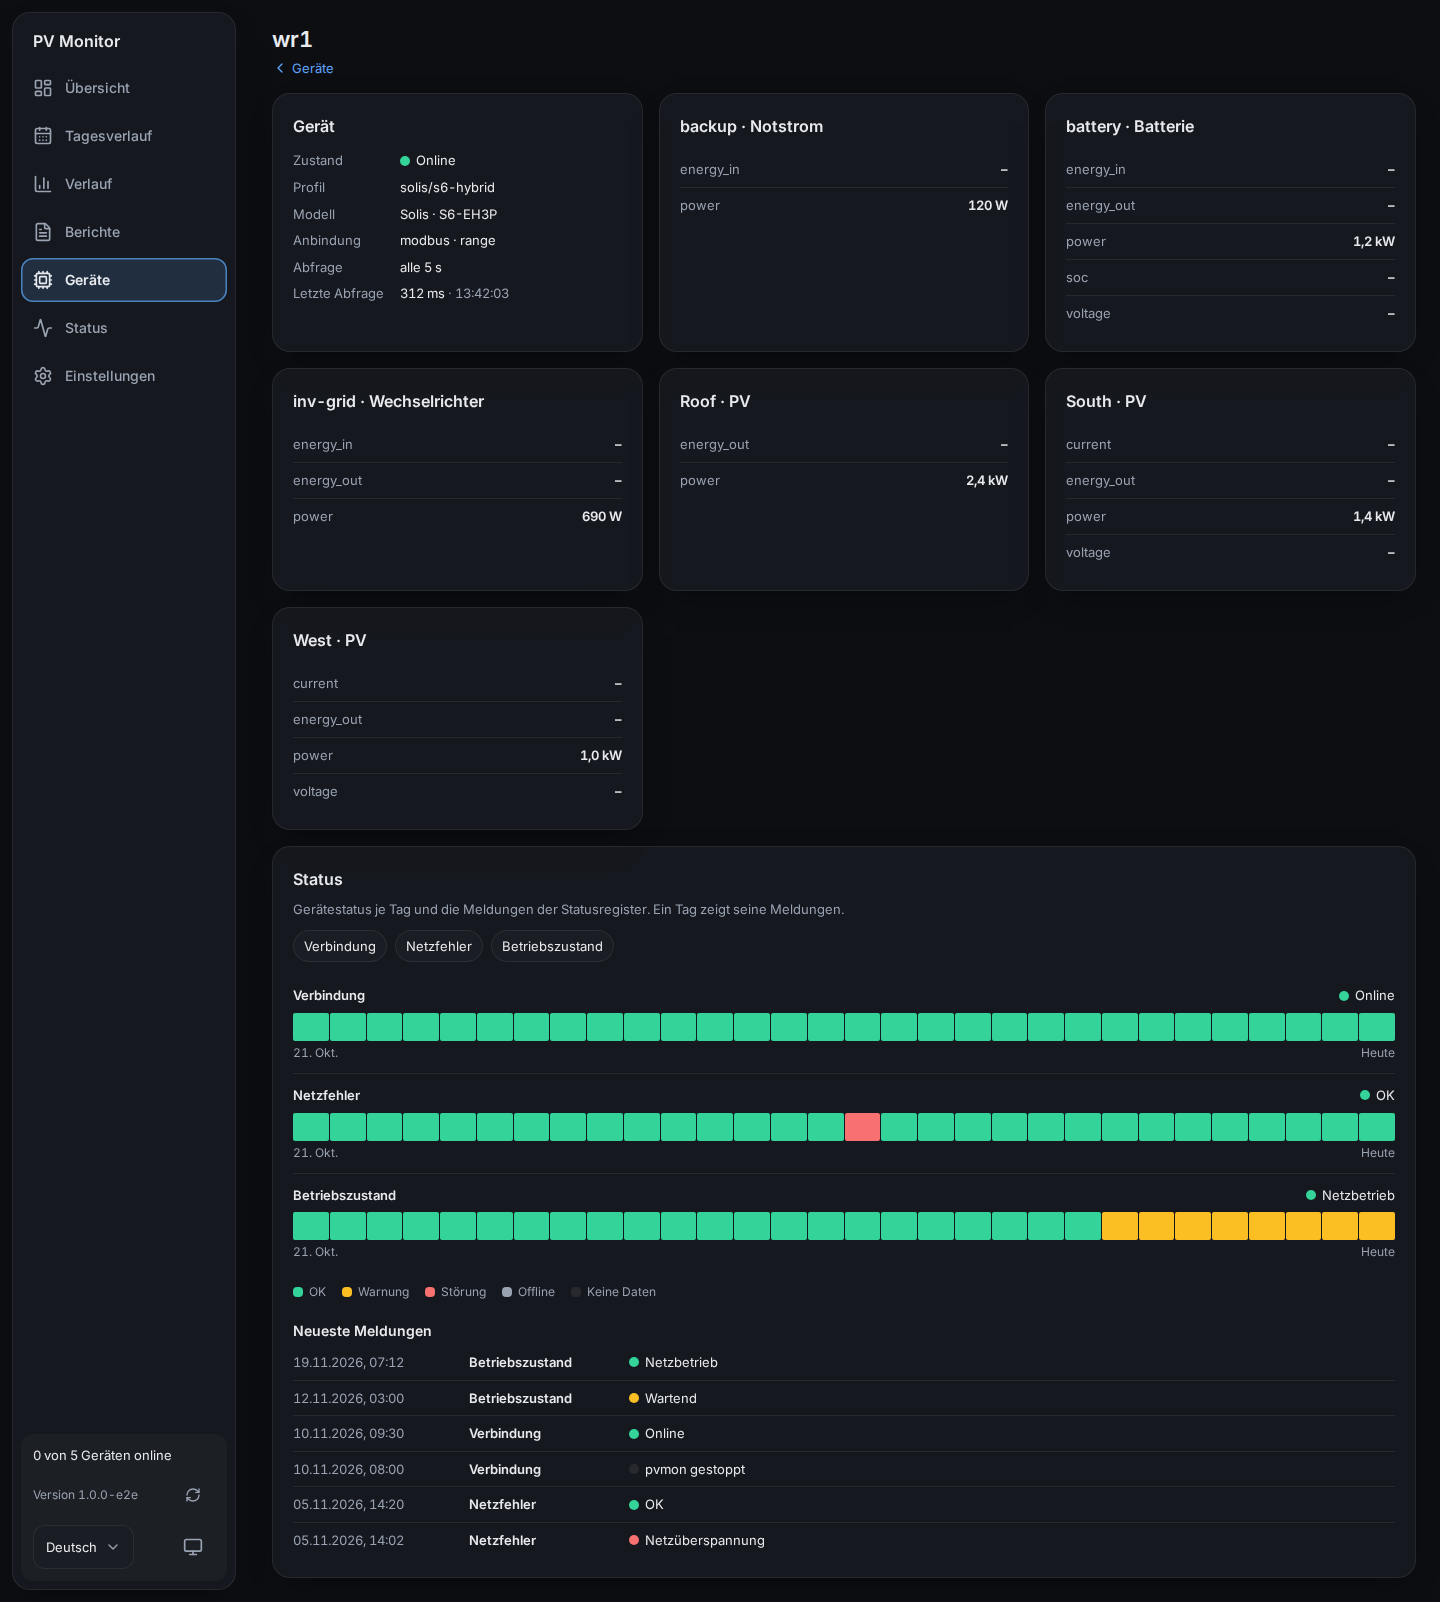 PV Monitor
Übersicht
Tagesverlauf
Verlauf
Berichte
Geräte
Status
Einstellungen
0 von 5 Geräten online
Version 1.0.0-e2e
Deutsch
wr1
Geräte
Gerät
Zustand Online
Profil solis/s6-hybrid
Modell Solis · S6-EH3P
Anbindung modbus · range
Abfrage alle 5 s
Letzte Abfrage 312 ms · 13:42:03
backup · Notstrom
energy_in –
power 120 W
battery · Batterie
energy_in –
energy_out –
power 1,2 kW
soc –
voltage –
inv-grid · Wechselrichter
energy_in –
energy_out –
power 690 W
Roof · PV
energy_out –
power 2,4 kW
South · PV
current –
energy_out –
power 1,4 kW
voltage –
West · PV
current –
energy_out –
power 1,0 kW
voltage –
Status
Gerätestatus je Tag und die Meldungen der Statusregister. Ein Tag zeigt seine Meldungen.
Verbindung Netzfehler Betriebszustand
Verbindung Online
21. Okt. Heute
Netzfehler OK
21. Okt. Heute
Betriebszustand Netzbetrieb
21. Okt. Heute
OK Warnung Störung Offline Keine Daten
Neueste Meldungen
19.11.2026, 07:12 Betriebszustand Netzbetrieb
12.11.2026, 03:00 Betriebszustand Wartend
10.11.2026, 09:30 Verbindung Online
10.11.2026, 08:00 Verbindung pvmon gestoppt
05.11.2026, 14:20 Netzfehler OK
05.11.2026, 14:02 Netzfehler Netzüberspannung